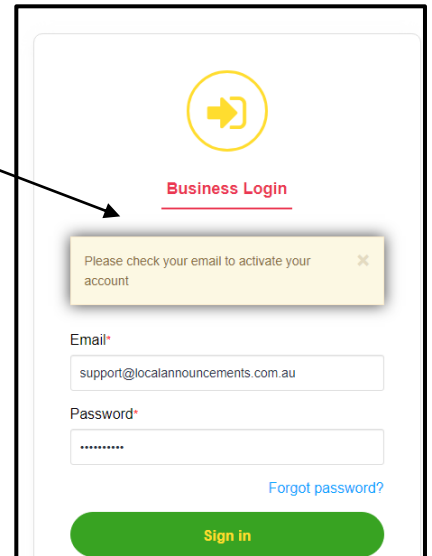 Business Login
Please check your email to activate your
account
×
Email*
support@localannouncements.com.au
Password*
••••••••••
Forgot password?
Sign in